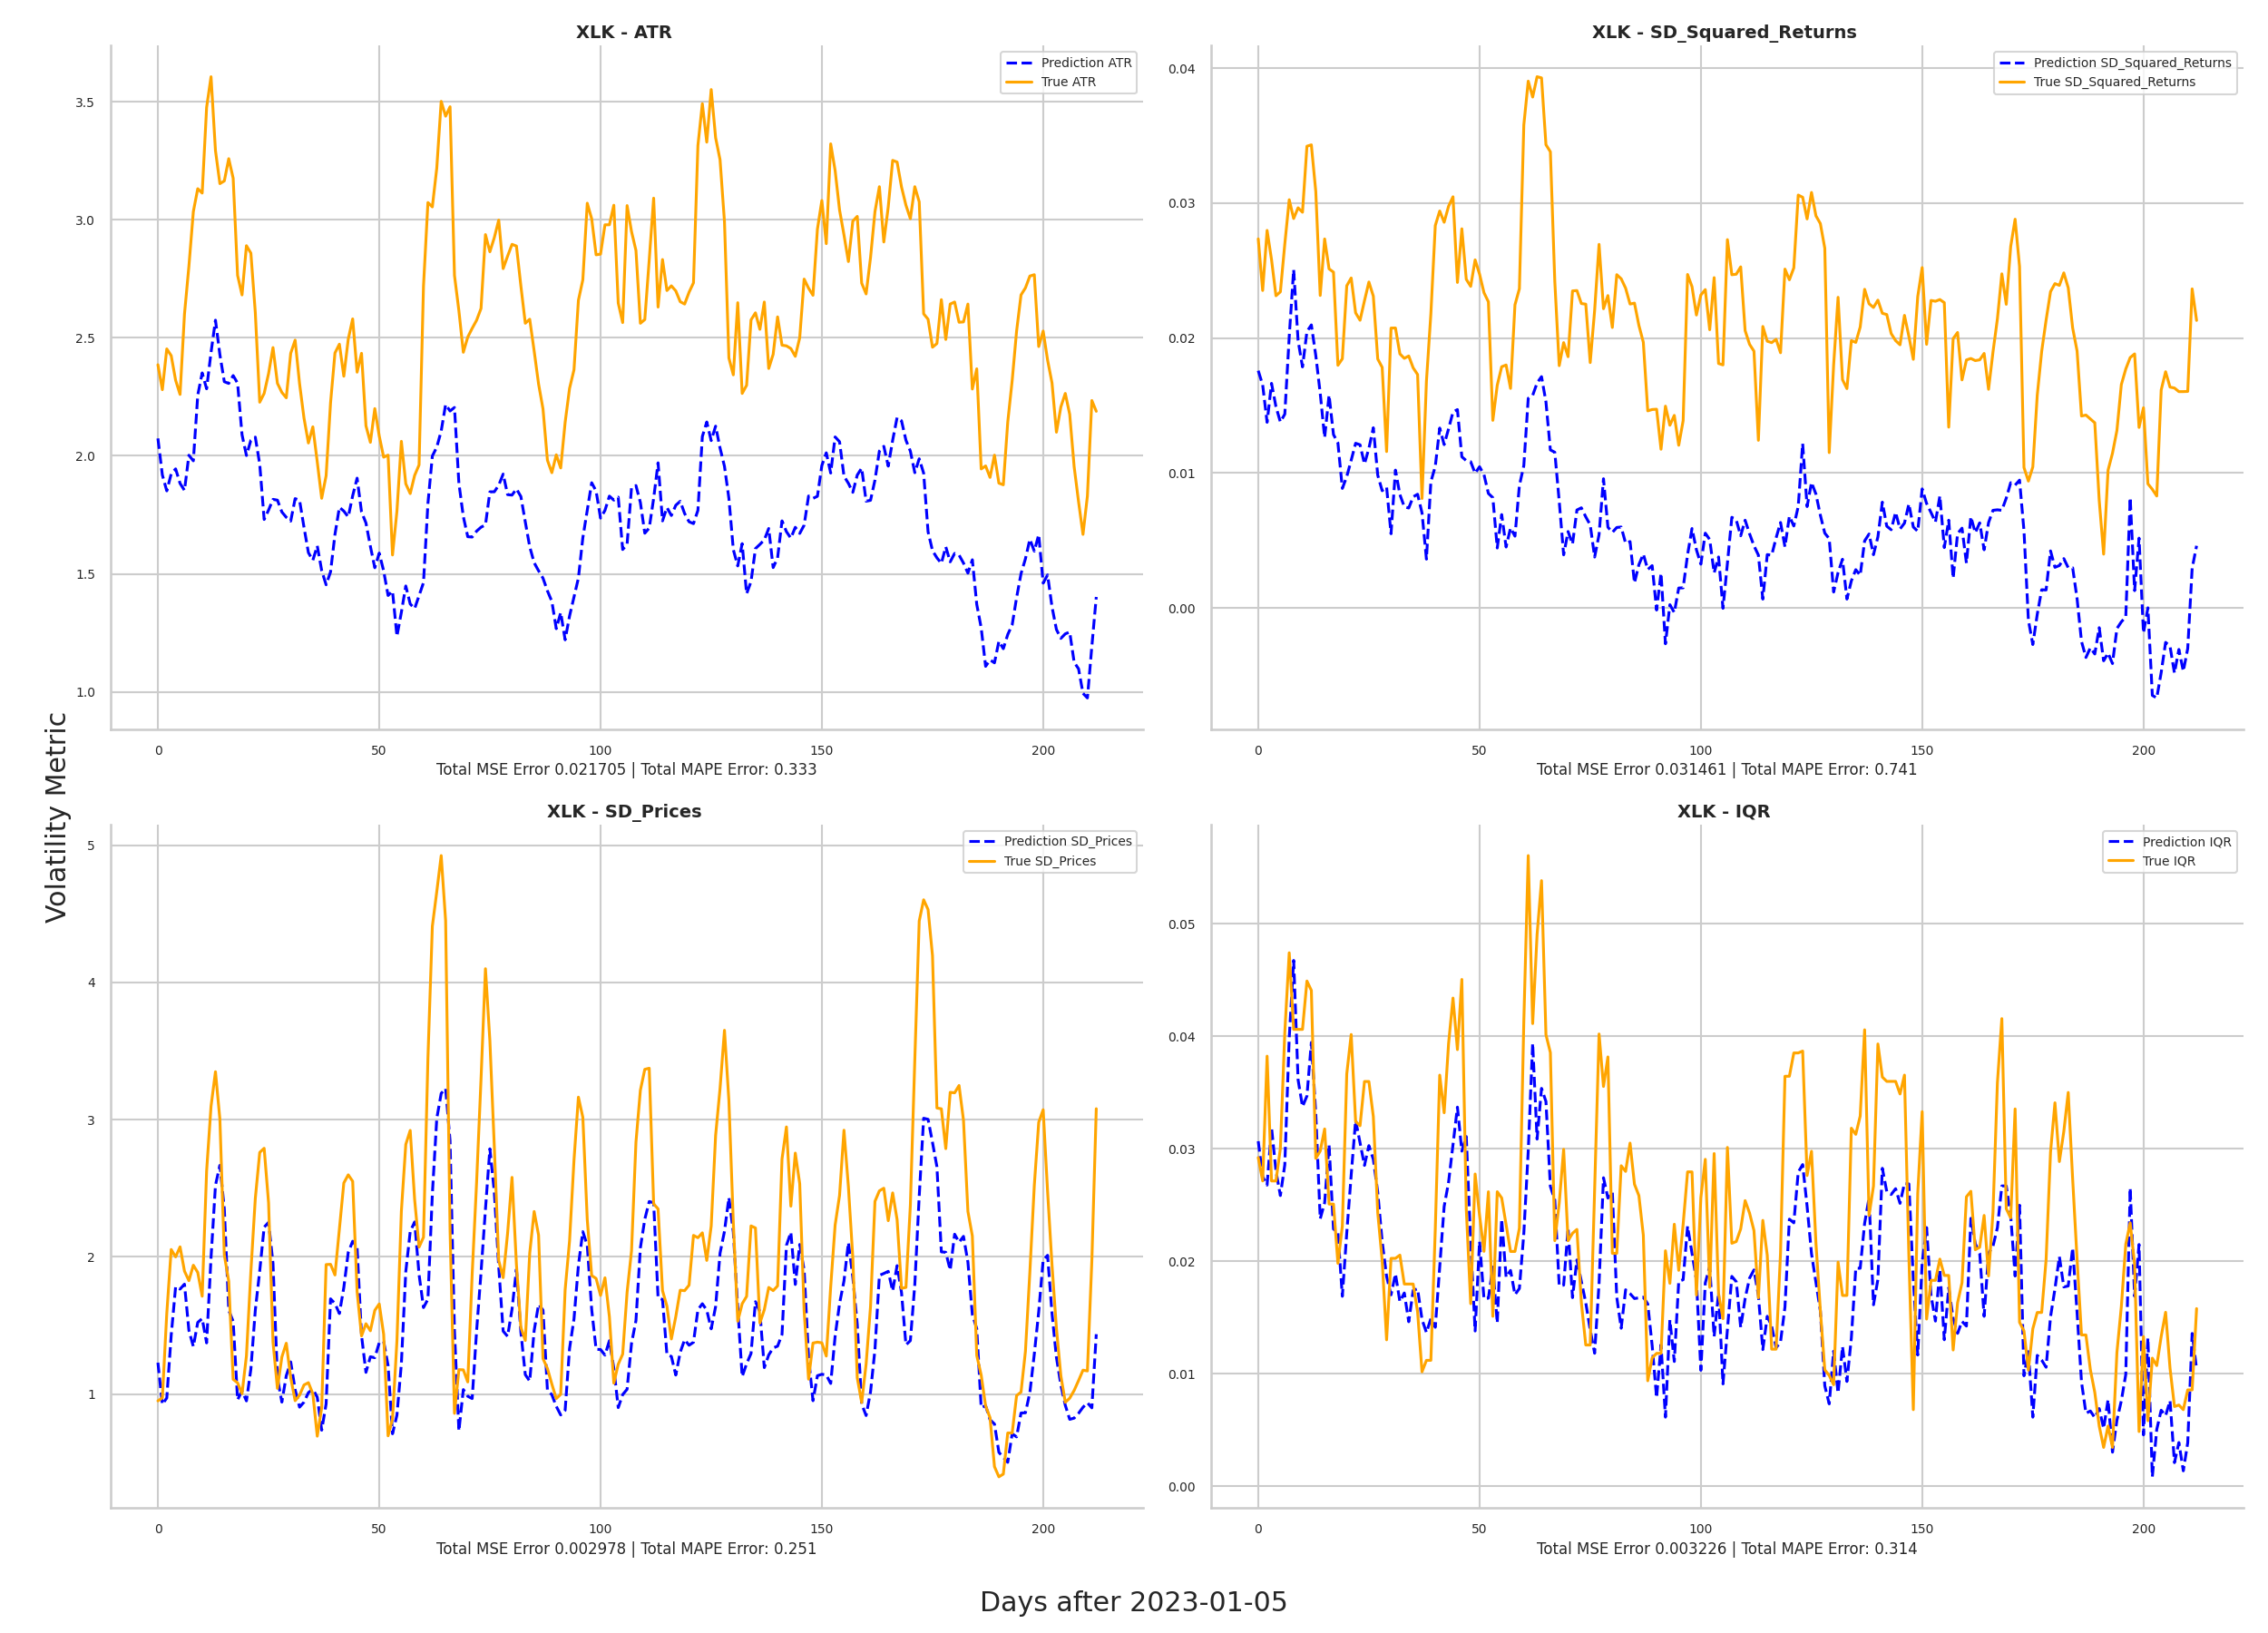 XLK - ATR
Prediction ATR
True ATR
3.5
3.0
2.5
2.0
1.5
1.0
0 50 100 150 200
Total MSE Error 0.021705 | Total MAPE Error: 0.333
XLK - SD_Squared_Returns
Prediction SD_Squared_Returns
True SD_Squared_Returns
0.04
0.03
0.02
0.01
0.00
0 50 100 150 200
Total MSE Error 0.031461 | Total MAPE Error: 0.741
Volatility Metric
XLK - SD_Prices
Prediction SD_Prices
True SD_Prices
5
4
3
2
1
0 50 100 150 200
Total MSE Error 0.002978 | Total MAPE Error: 0.251
XLK - IQR
Prediction IQR
True IQR
0.05
0.04
0.03
0.02
0.01
0.00
0 50 100 150 200
Total MSE Error 0.003226 | Total MAPE Error: 0.314
Days after 2023-01-05